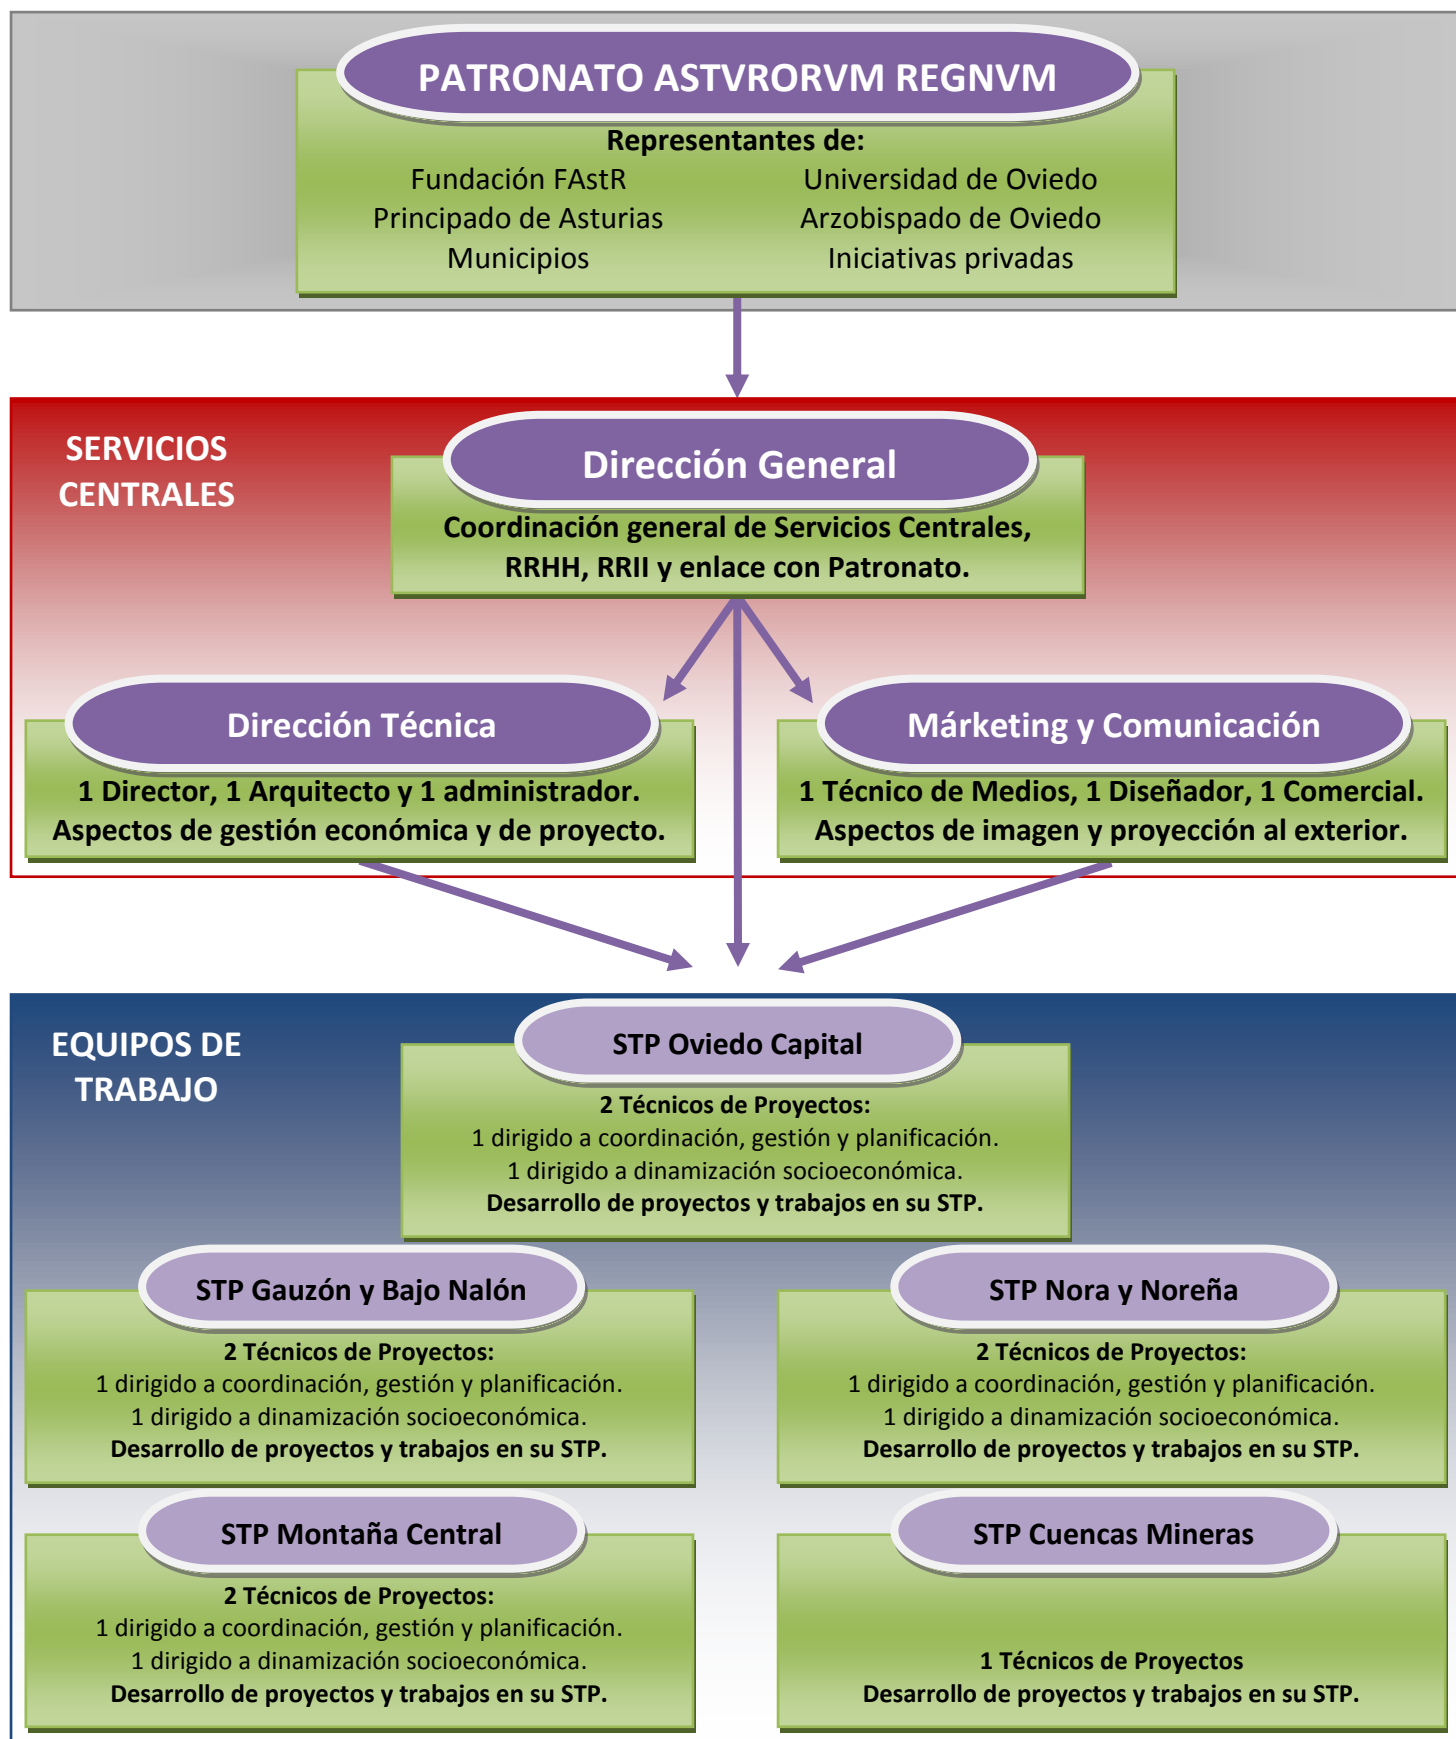 PATRONATO ASTVRORVM REGNVM
Representantes de:
Fundación FAstR
Principado de Asturias
Municipios
Universidad de Oviedo
Arzobispado de Oviedo
Iniciativas privadas
SERVICIOS
CENTRALES
Dirección General
Coordinación general de Servicios Centrales,
RRHH, RRII y enlace con Patronato.
Dirección Técnica
1 Director, 1 Arquitecto y 1 administrador.
Aspectos de gestión económica y de proyecto.
Márketing y Comunicación
1 Técnico de Medios, 1 Diseñador, 1 Comercial.
Aspectos de imagen y proyección al exterior.
EQUIPOS DE
TRABAJO
STP Oviedo Capital
2 Técnicos de Proyectos:
1 dirigido a coordinación, gestión y planificación.
1 dirigido a dinamización socioeconómica.
Desarrollo de proyectos y trabajos en su STP.
STP Gauzón y Bajo Nalón
2 Técnicos de Proyectos:
1 dirigido a coordinación, gestión y planificación.
1 dirigido a dinamización socioeconómica.
Desarrollo de proyectos y trabajos en su STP.
STP Nora y Noreña
2 Técnicos de Proyectos:
1 dirigido a coordinación, gestión y planificación.
1 dirigido a dinamización socioeconómica.
Desarrollo de proyectos y trabajos en su STP.
STP Montaña Central
2 Técnicos de Proyectos:
1 dirigido a coordinación, gestión y planificación.
1 dirigido a dinamización socioeconómica.
Desarrollo de proyectos y trabajos en su STP.
STP Cuencas Mineras
1 Técnicos de Proyectos
Desarrollo de proyectos y trabajos en su STP.